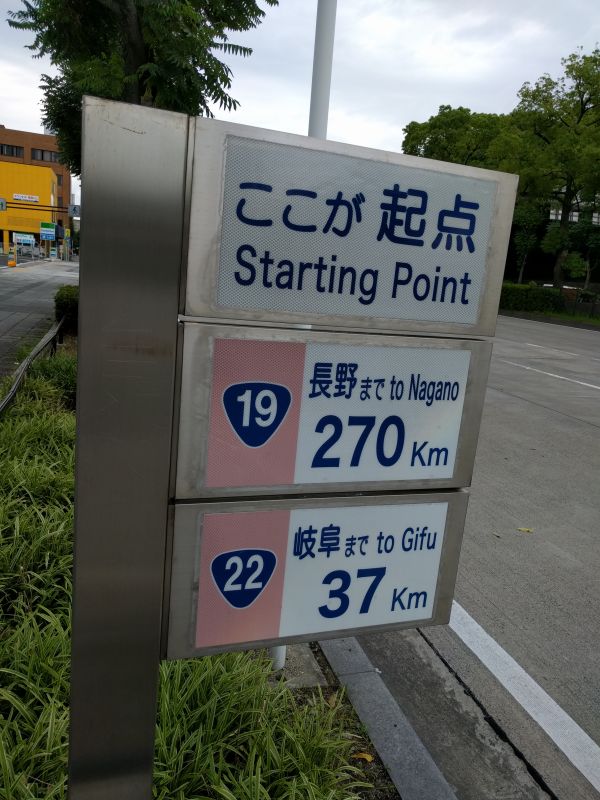 ここが 起点
Starting Point
19
長野まで to Nagano
270 Km
22
岐阜まで to Gifu
37 Km